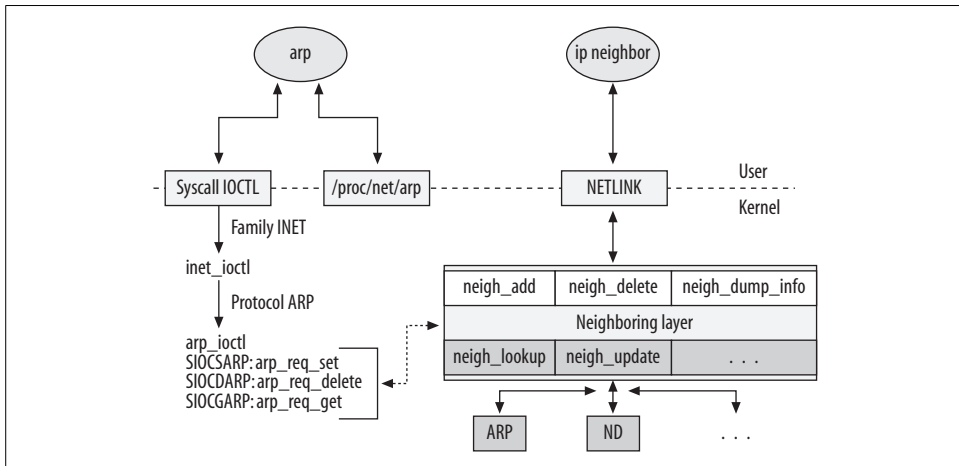 arp
ip neighbor
Syscall IOCTL
/proc/net/arp
NETLINK
User
Kernel
Family INET
inet_ioctl
Protocol ARP
arp_ioctl
SIOCSARP: arp_req_set
SIOCDARP: arp_req_delete
SIOCGARP: arp_req_get
neigh_add
neigh_delete
neigh_dump_info
Neighboring layer
neigh_lookup
neigh_update
. . .
ARP
ND
. . .